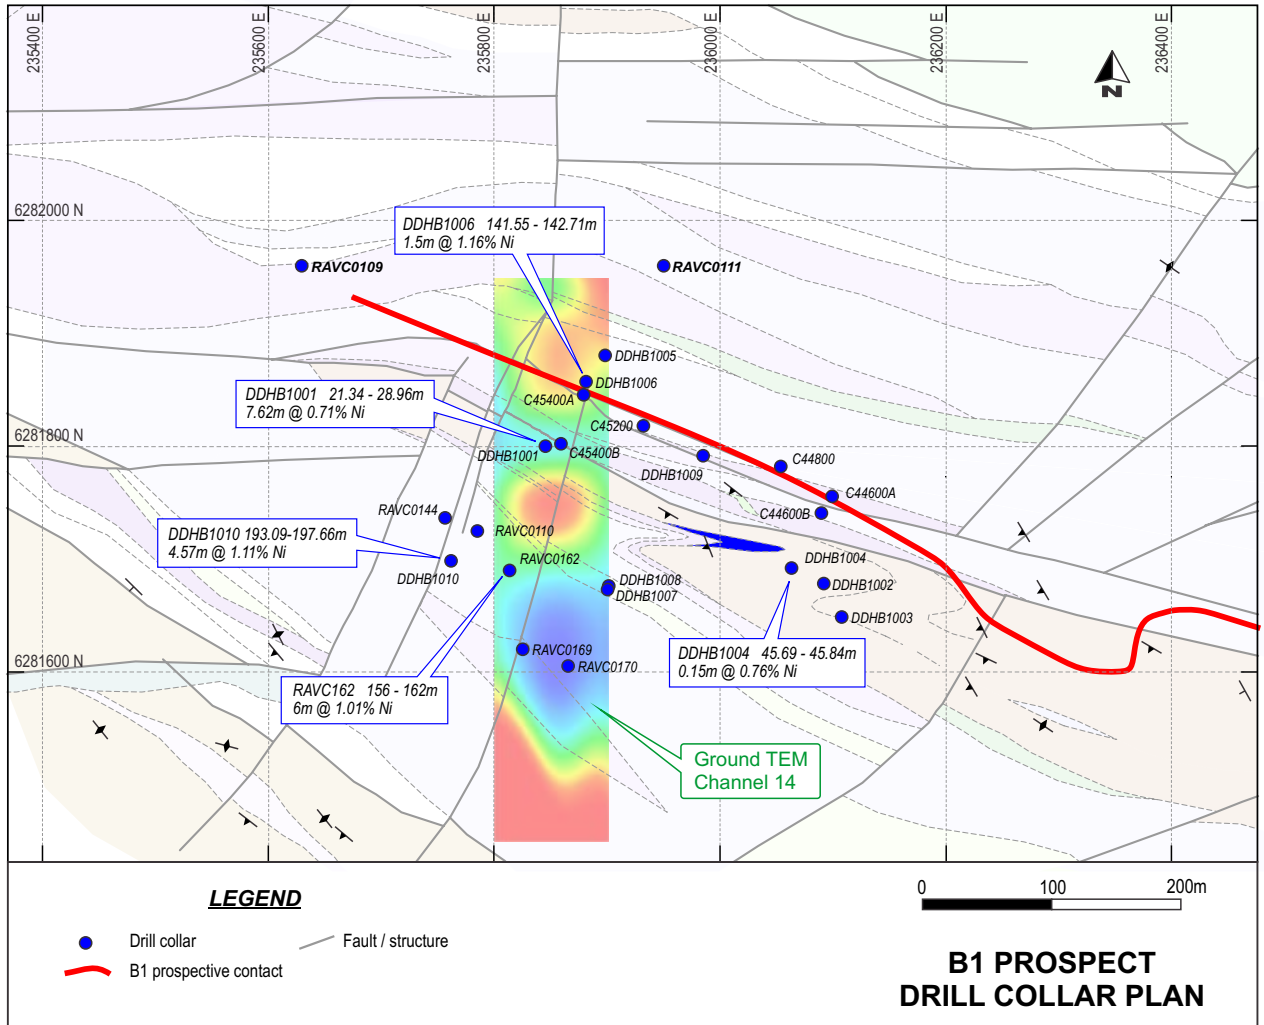 235400 E
235600 E
235800 E
236000 E
236200 E
236400 E
N
6282000 N
DDHB1006 141.55 - 142.71m
1.5m @ 1.16% Ni
RAVC0109
RAVC0111
DDHB1005
DDHB1006
DDHB1001 21.34 - 28.96m
7.62m @ 0.71% Ni
C45400A
C45200
6281800 N
DDHB1001
C45400B
C44800
DDHB1009
C44600A
RAVC0144
C44600B
DDHB1010 193.09-197.66m
4.57m @ 1.11% Ni
RAVC0110
RAVC0162
DDHB1004
DDHB1010
DDHB1008
DDHB1007
DDHB1002
DDHB1003
DDHB1004 45.69 - 45.84m
0.15m @ 0.76% Ni
RAVC0169
RAVC0170
6281600 N
RAVC162 156 - 162m
6m @ 1.01% Ni
Ground TEM
Channel 14
LEGEND
Drill collar
Fault / structure
B1 prospective contact
0 100 200m
B1 PROSPECT
DRILL COLLAR PLAN